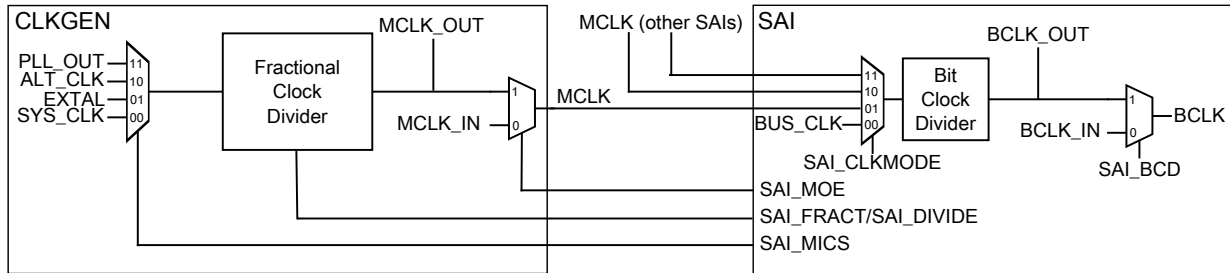 CLKGEN
PLL_OUT
ALT_CLK
EXTAL
SYS_CLK
11
10
01
00
Fractional
Clock
Divider
MCLK_OUT
MCLK_IN
1
0
MCLK
MCLK (other SAIs)
SAI
BUS_CLK
11
10
01
00
SAI_CLKMODE
Bit
Clock
Divider
BCLK_OUT
BCLK_IN
1
0
BCLK
SAI_BCD
SAI_MOE
SAI_FRACT/SAI_DIVIDE
SAI_MICS